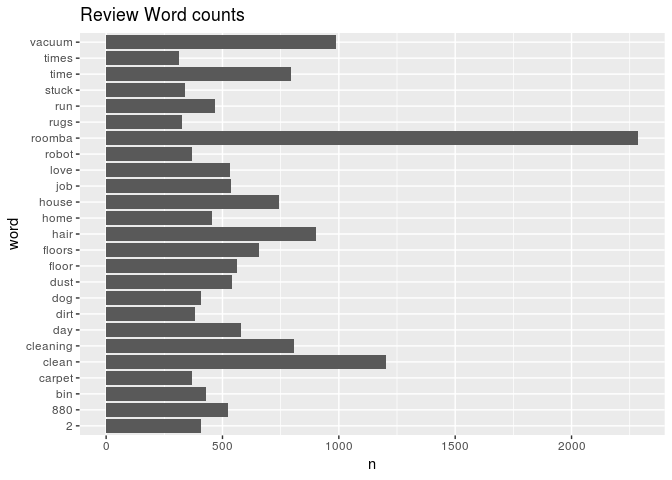 Review Word counts
vacuum
times
time
stuck
run
rugs
roomba
robot
love
job
house
home
hair
floors
floor
dust
dog
dirt
day
cleaning
clean
carpet
bin
880
2
word
0 500 1000 1500 2000
n